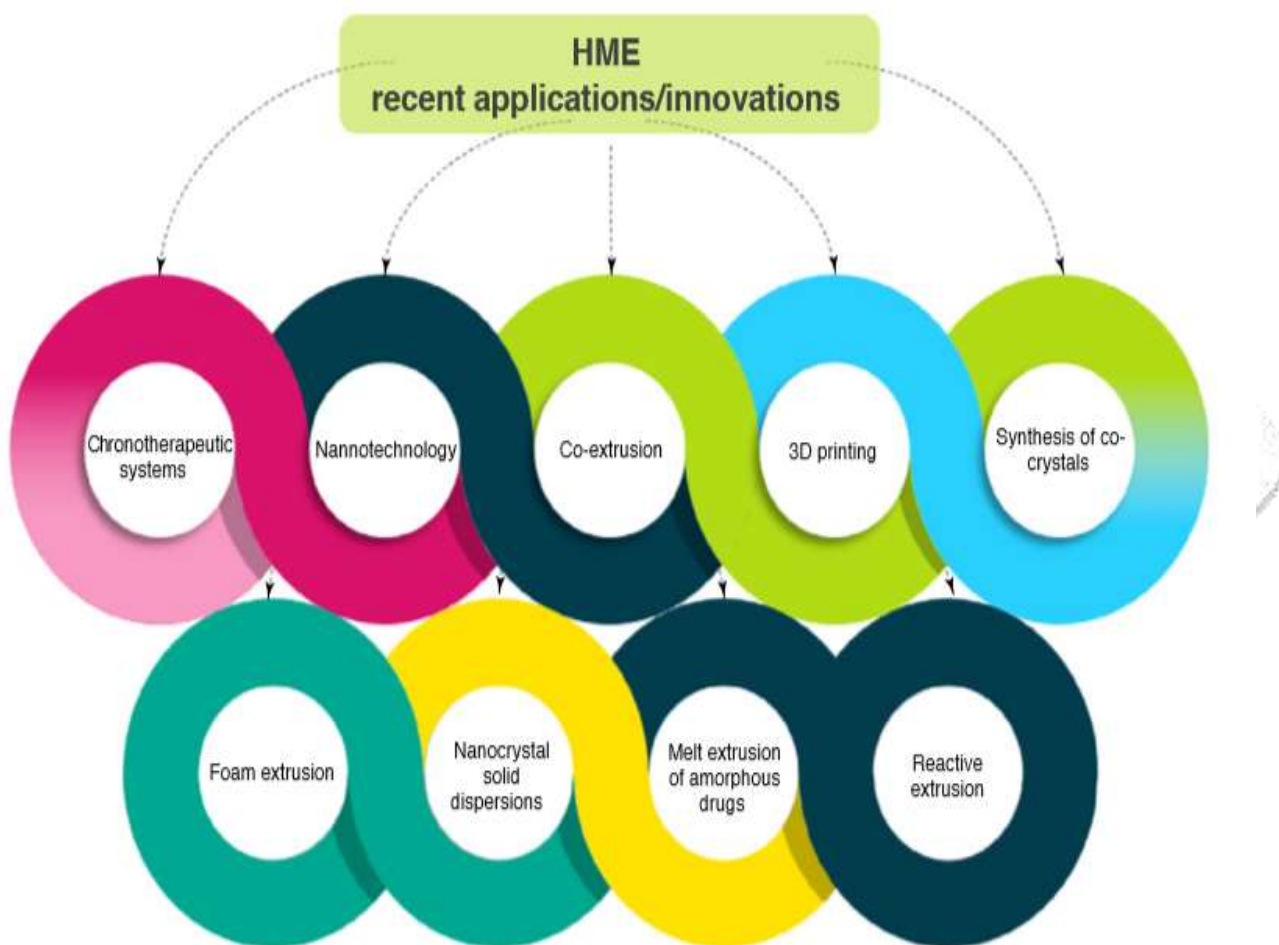 HME
recent applications/innovations
Chronotherapeutic
systems
Nannotechnology
Co-extrusion
3D printing
Synthesis of co-
crystals
Foam extrusion
Nanocrystal
solid
dispersions
Melt extrusion
of amorphous
drugs
Reactive
extrusion